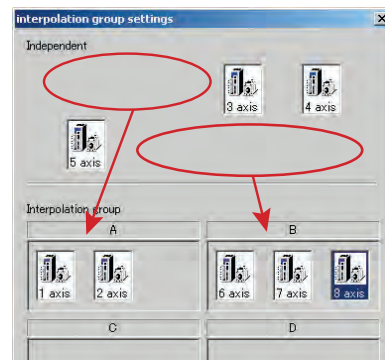 interpolation group settings
Independent
3 axis
4 axis
5 axis
Interpolation group
A
B
1 axis
2 axis
6 axis
7 axis
8 axis
C
D